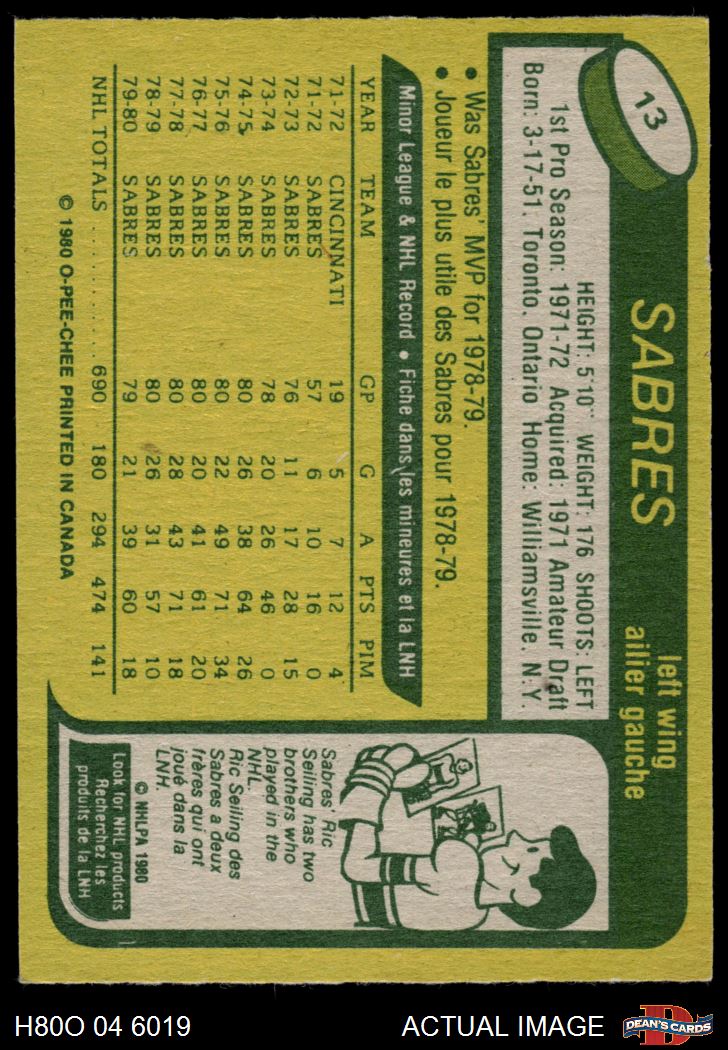 13
SABRES
left wing
ailier gauche
HEIGHT: 5'10" WEIGHT: 176 SHOOTS: LEFT
1st Pro Season: 1971-72 Acquired: 1971 Amateur Draft
Born: 3-17-51, Toronto, Ontario Home: Williamsville, N.Y.
• Was Sabres' MVP for 1978-79.
• Joueur le plus utile des Sabres pour 1978-79.
Minor League & NHL Record • Fiche dans les mineures et la LNH
YEAR TEAM GP G A PTS PIM
71-72 CINCINNATI 19 5 7 12 4
71-72 SABRES 57 6 10 16 0
72-73 SABRES 76 11 17 28 15
73-74 SABRES 78 20 26 46 0
74-75 SABRES 80 26 38 64 26
75-76 SABRES 80 22 49 71 34
76-77 SABRES 80 20 41 61 20
77-78 SABRES 80 28 43 71 18
78-79 SABRES 80 26 31 57 10
79-80 SABRES 79 21 39 60 18
NHL TOTALS . . . . . . . . . . . 690 180 294 474 141
© 1980 O-PEE-CHEE PRINTED IN CANADA
Sabres' Ric
Seiling has two
brothers who
played in the
NHL.
Ric Seiling des
Sabres a deux
frères qui ont
joué dans la
LNH.
© NHLPA 1980
Look for NHL products
Recherchez les
produits de la LNH
H80O 04 6019
ACTUAL IMAGE
D
DEAN'S CARDS